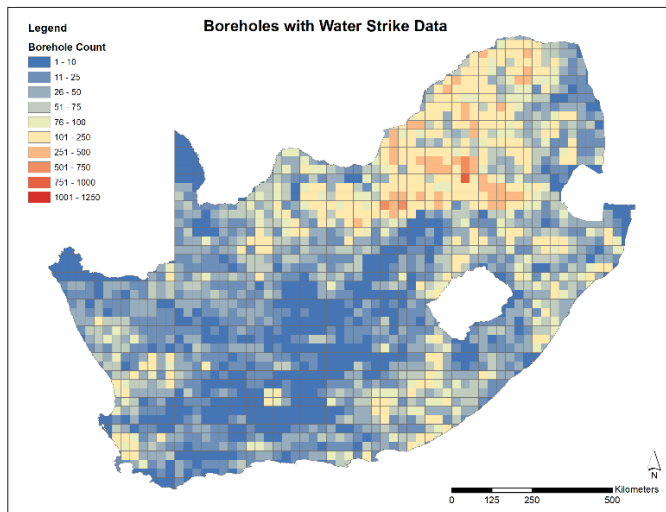 Boreholes with Water Strike Data
Legend
Borehole Count
1 - 10
11 - 25
26 - 50
51 - 75
76 - 100
101 - 250
251 - 500
501 - 750
751 - 1000
1001 - 1250
N
Kilometers
0 125 250 500